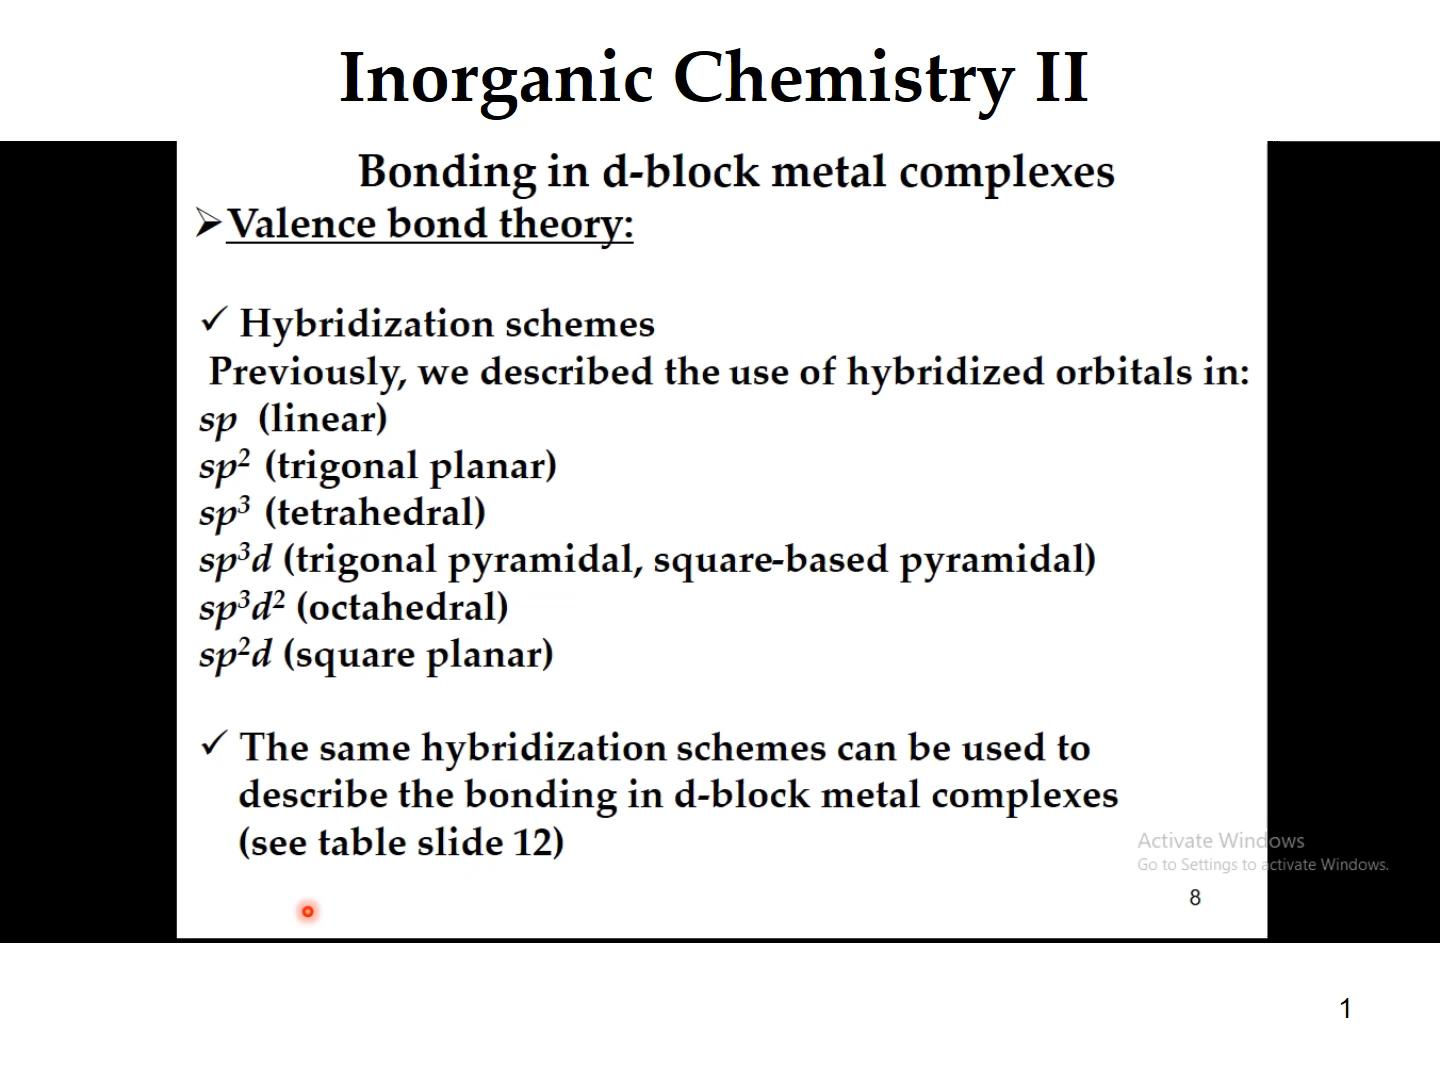 Inorganic Chemistry II
Bonding in d-block metal complexes
➢Valence bond theory:
✓ Hybridization schemes
Previously, we described the use of hybridized orbitals in:
sp (linear)
sp² (trigonal planar)
sp³ (tetrahedral)
sp³d (trigonal pyramidal, square-based pyramidal)
sp³d² (octahedral)
sp²d (square planar)
✓ The same hybridization schemes can be used to
describe the bonding in d-block metal complexes
(see table slide 12)
Activate Windows
Go to Settings to activate Windows.
8
1